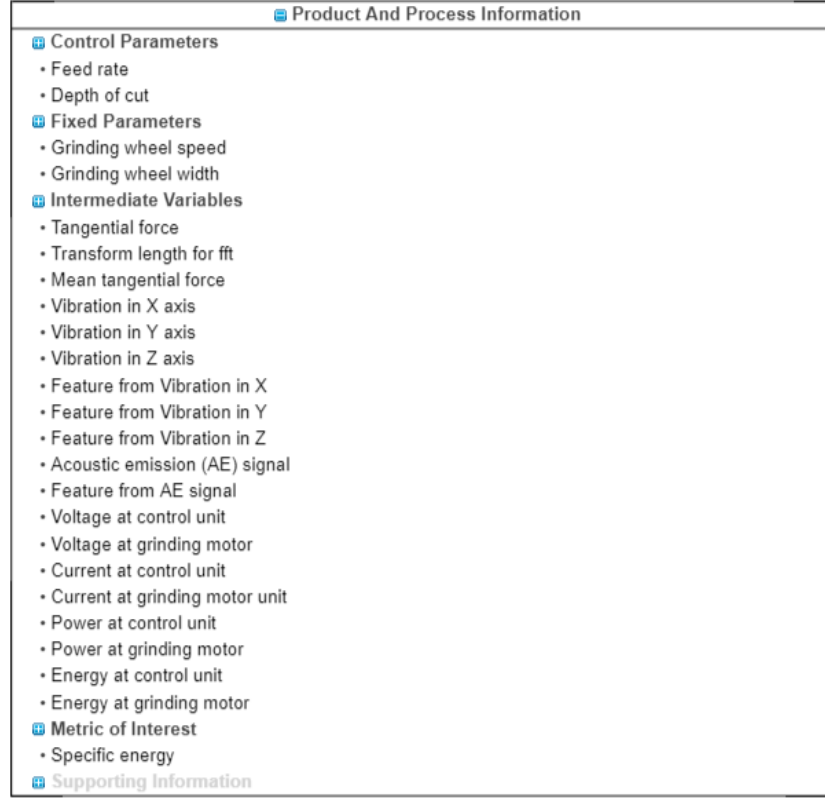 Product And Process Information
Control Parameters
• Feed rate
• Depth of cut
Fixed Parameters
• Grinding wheel speed
• Grinding wheel width
Intermediate Variables
• Tangential force
• Transform length for fft
• Mean tangential force
• Vibration in X axis
• Vibration in Y axis
• Vibration in Z axis
• Feature from Vibration in X
• Feature from Vibration in Y
• Feature from Vibration in Z
• Acoustic emission (AE) signal
• Feature from AE signal
• Voltage at control unit
• Voltage at grinding motor
• Current at control unit
• Current at grinding motor unit
• Power at control unit
• Power at grinding motor
• Energy at control unit
• Energy at grinding motor
Metric of Interest
• Specific energy
Supporting Information